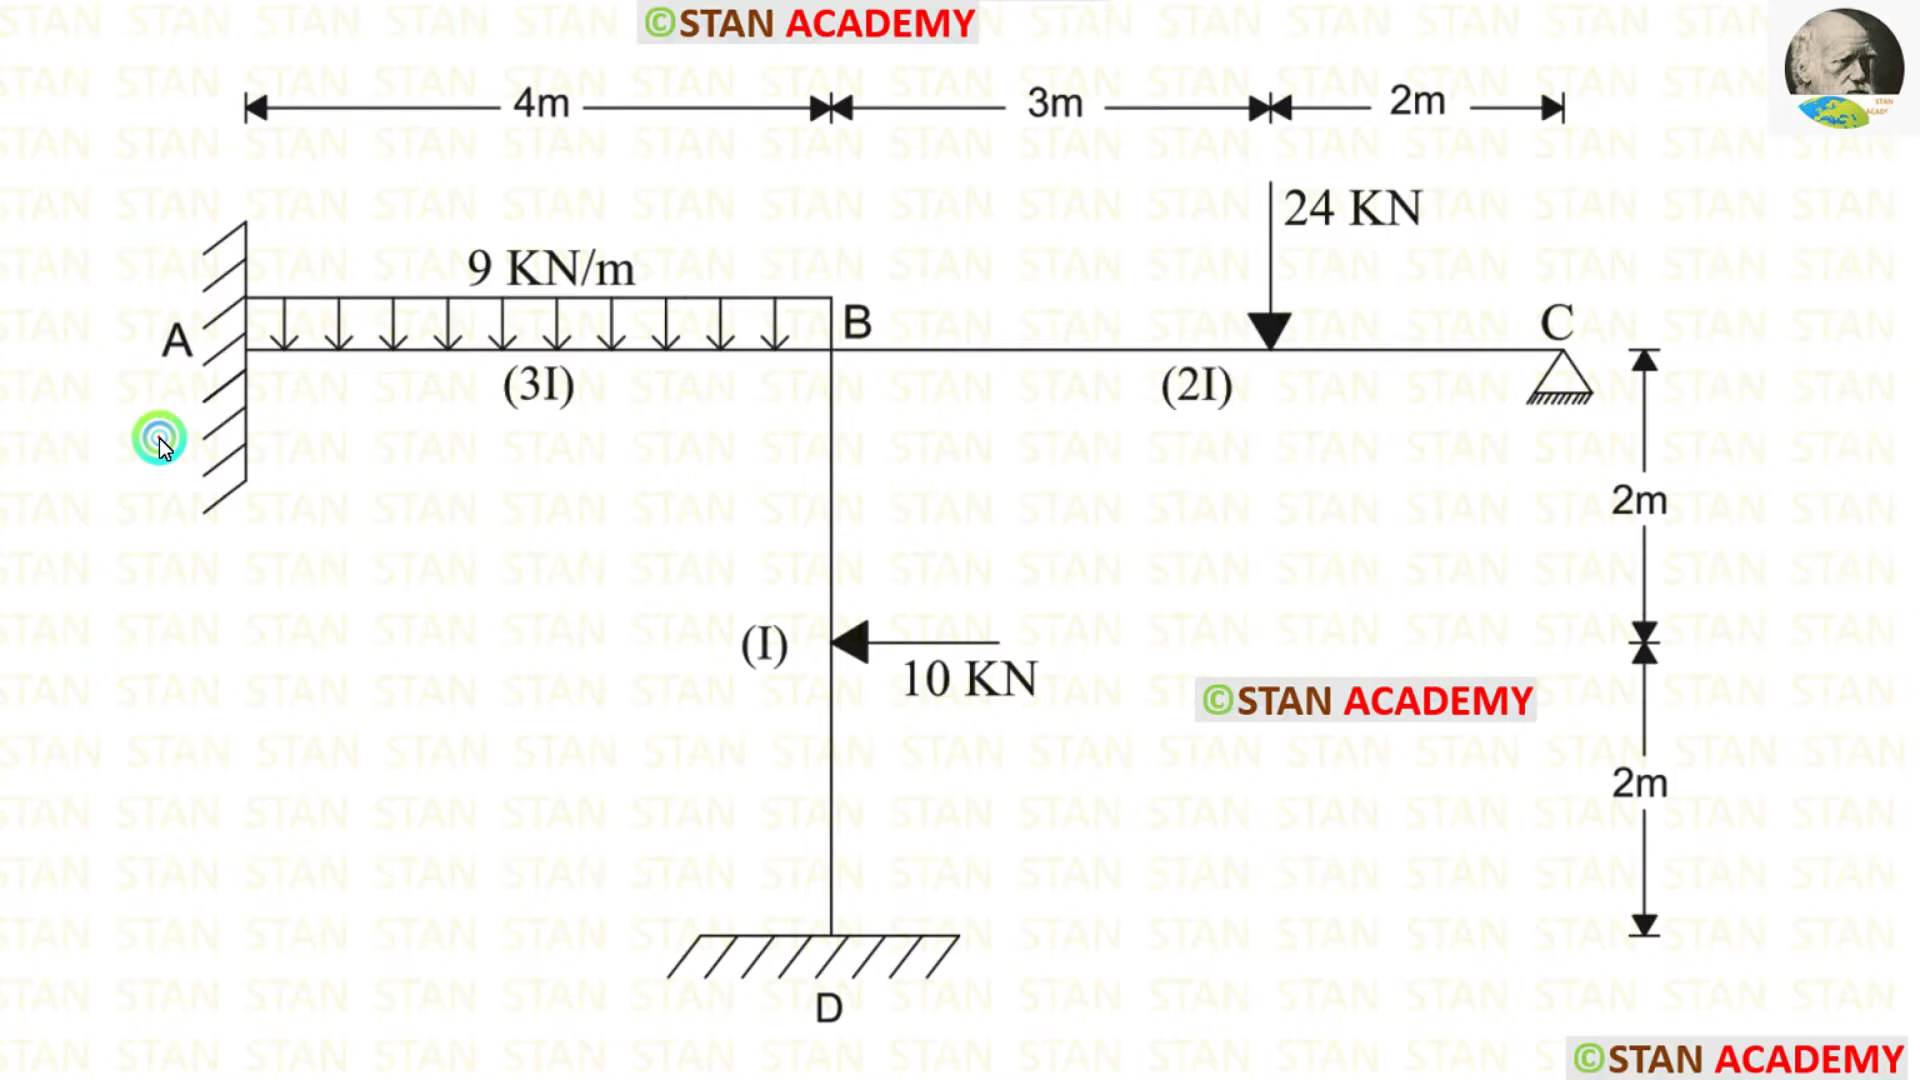 ©STAN ACADEMY
4m
3m
2m
24 KN
9 KN/m
A
B
C
(3I)
(2I)
2m
(I)
10 KN
©STAN ACADEMY
2m
D
©STAN ACADEMY